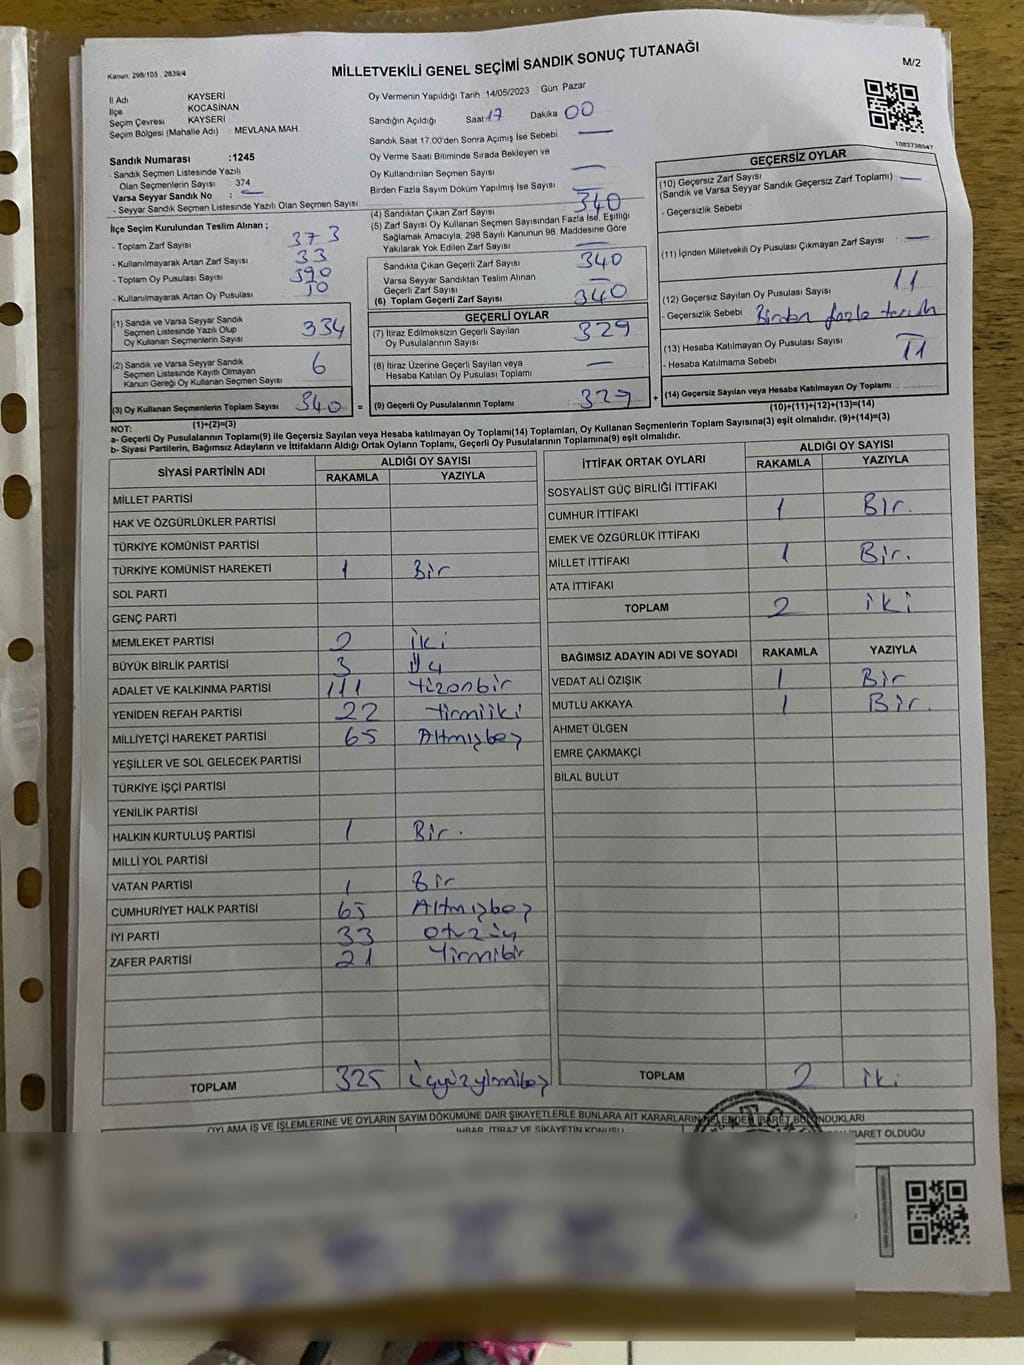 Kanun: 298/105 , 2839/4
MİLLETVEKİLİ GENEL SEÇİMİ SANDIK SONUÇ TUTANAĞI
M/2
İl Adı KAYSERİ
İlçe KOCASİNAN
Seçim Çevresi KAYSERİ
Seçim Bölgesi (Mahalle Adı) : MEVLANA MAH
Sandık Numarası :1245
- Sandık Seçmen Listesinde Yazılı
Olan Seçmenlerin Sayısı : 374
Varsa Seyyar Sandık No : —
- Seyyar Sandık Seçmen Listesinde Yazılı Olan Seçmen Sayısı
Oy Vermenin Yapıldığı Tarih 14/05/2023 Gün Pazar
Sandığın Açıldığı Saat 17 Dakika 00
Sandık Saat 17.00'den Sonra Açımış İse Sebebi —
Oy Verme Saati Bitiminde Sırada Bekleyen ve
Oy Kullandırılan Seçmen Sayısı —
Birden Fazla Sayım Döküm Yapılmış İse Sayısı —
1083738047
İlçe Seçim Kurulundan Teslim Alınan ;
- Toplam Zarf Sayısı 373
- Kullanılmayarak Artan Zarf Sayısı 33
- Toplam Oy Pusulası Sayısı 390
- Kullanılmayarak Artan Oy Pusulası
(1) Sandık ve Varsa Seyyar Sandık
Seçmen Listesinde Yazılı Olup
Oy Kullanan Seçmenlerin Sayısı 334
(2) Sandık ve Varsa Seyyar Sandık
Seçmen Listesinde Kayıtlı Olmayan
Kanun Gereği Oy Kullanan Seçmen Sayısı 6
(3) Oy Kullanan Seçmenlerin Toplam Sayısı 340 =
(1)+(2)=(3)
(4) Sandıktan Çıkan Zarf Sayısı 340
(5) Zarf Sayısı Oy Kullanan Seçmen Sayısından Fazla İse, Eşitliği
Sağlamak Amacıyla, 298 Sayılı Kanunun 98. Maddesine Göre
Yakılarak Yok Edilen Zarf Sayısı —
Sandıkta Çıkan Geçerli Zarf Sayısı 340
Varsa Seyyar Sandıktan Teslim Alınan
Geçerli Zarf Sayısı —
(6) Toplam Geçerli Zarf Sayısı 340
GEÇERLİ OYLAR
(7) İtiraz Edilmeksizin Geçerli Sayılan
Oy Pusulalarının Sayısı 329
(8) İtiraz Üzerine Geçerli Sayılan veya
Hesaba Katılan Oy Pusulası Toplamı —
(9) Geçerli Oy Pusulalarının Toplamı 329 +
GEÇERSİZ OYLAR
(10) Geçersiz Zarf Sayısı
(Sandık ve Varsa Seyyar Sandık Geçersiz Zarf Toplamı) —
- Geçersizlik Sebebi
(11) İçinden Milletvekili Oy Pusulası Çıkmayan Zarf Sayısı —
(12) Geçersiz Sayılan Oy Pusulası Sayısı 11
- Geçersizlik Sebebi Birden fazla tercih
(13) Hesaba Katılmayan Oy Pusulası Sayısı 11
- Hesaba Katılmama Sebebi
(14) Geçersiz Sayılan veya Hesaba Katılmayan Oy Toplamı
(10)+(11)+(12)+(13)=(14)
NOT:
a- Geçerli Oy Pusulalarının Toplamı(9) ile Geçersiz Sayılan veya Hesaba katılmayan Oy Toplamı(14) Toplamları, Oy Kullanan Seçmenlerin Toplam Sayısına(3) eşit olmalıdır. (9)+(14)=(3)
b- Siyasi Partilerin, Bağımsız Adayların ve İttifakların Aldığı Ortak Oyların Toplamı, Geçerli Oy Pusulalarının Toplamına(9) eşit olmalıdır.
SİYASİ PARTİNİN ADI ALDIĞI OY SAYISI
RAKAMLA YAZIYLA
MİLLET PARTİSİ
HAK VE ÖZGÜRLÜKLER PARTİSİ
TÜRKİYE KOMÜNİST PARTİSİ
TÜRKİYE KOMÜNİST HAREKETİ 1 Bir
SOL PARTİ
GENÇ PARTİ
MEMLEKET PARTİSİ 2 iki
BÜYÜK BİRLİK PARTİSİ 3 Üç
ADALET VE KALKINMA PARTİSİ 111 Yüzonbir
YENİDEN REFAH PARTİSİ 22 Yirmiiki
MİLLİYETÇİ HAREKET PARTİSİ 65 Altmışbeş
YEŞİLLER VE SOL GELECEK PARTİSİ
TÜRKİYE İŞÇİ PARTİSİ
YENİLİK PARTİSİ
HALKIN KURTULUŞ PARTİSİ 1 Bir.
MİLLİ YOL PARTİSİ
VATAN PARTİSİ 1 Bir
CUMHURİYET HALK PARTİSİ 65 Altmışbeş
İYİ PARTİ 33 otuzüç
ZAFER PARTİSİ 21 Yirmibir
TOPLAM 325 üçyüzyirmibeş
İTTİFAK ORTAK OYLARI ALDIĞI OY SAYISI
RAKAMLA YAZIYLA
SOSYALİST GÜÇ BİRLİĞİ İTTİFAKI
CUMHUR İTTİFAKI 1 Bir.
EMEK VE ÖZGÜRLÜK İTTİFAKI
MİLLET İTTİFAKI 1 Bir.
ATA İTTİFAKI
TOPLAM 2 iki
BAĞIMSIZ ADAYIN ADI VE SOYADI RAKAMLA YAZIYLA
VEDAT ALİ ÖZIŞIK 1 Bir
MUTLU AKKAYA 1 Bir.
AHMET ÜLGEN
EMRE ÇAKMAKÇI
BİLAL BULUT
TOPLAM 2 iki
OYLAMA İŞ VE İŞLEMLERİNE VE OYLARIN SAYIM DÖKÜMÜNE DAİR ŞİKAYETLERLE BUNLARA AİT KARARLARIN NELERDEN İBARET BULUNDUKLARI
İHBAR, İTİRAZ VE ŞİKAYETİN KONUSU
İBARET OLDUĞU